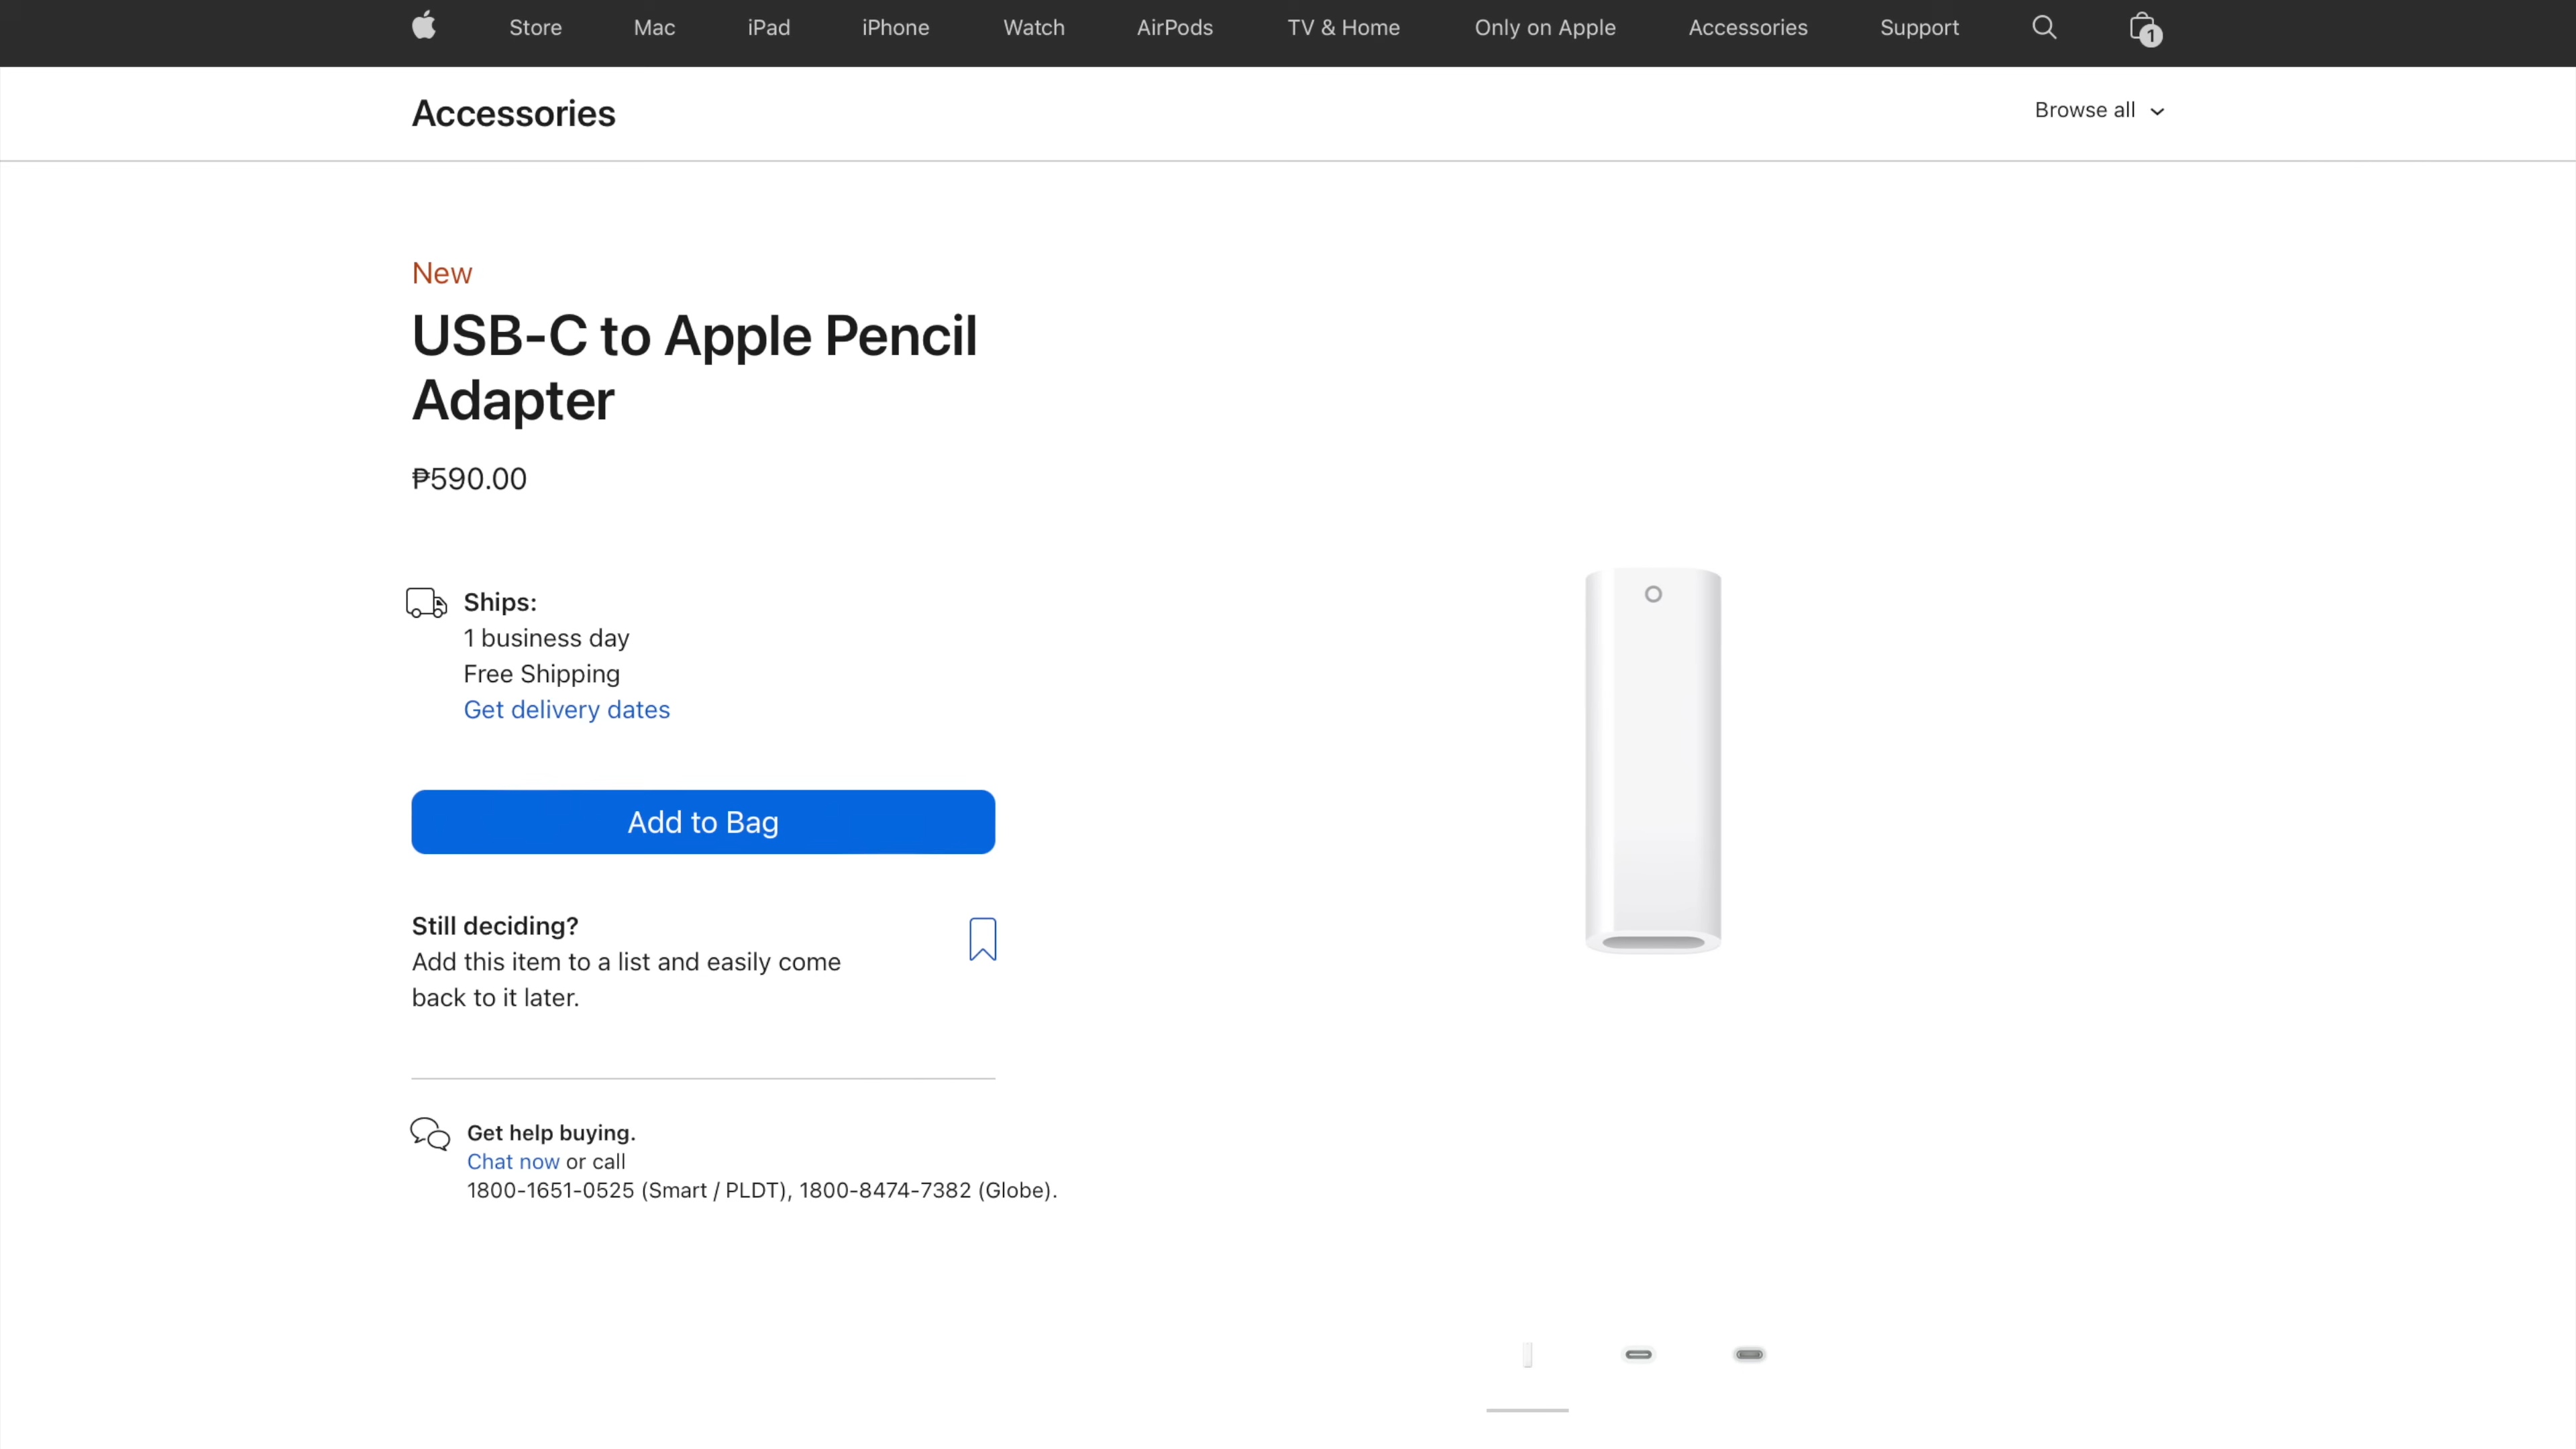 Store Mac iPad iPhone Watch AirPods TV & Home Only on Apple Accessories Support 1
Accessories
Browse all
New
USB-C to Apple Pencil
Adapter
₱590.00
Ships:
1 business day
Free Shipping
Get delivery dates
Add to Bag
Still deciding?
Add this item to a list and easily come
back to it later.
Get help buying.
Chat now or call
1800-1651-0525 (Smart / PLDT), 1800-8474-7382 (Globe).